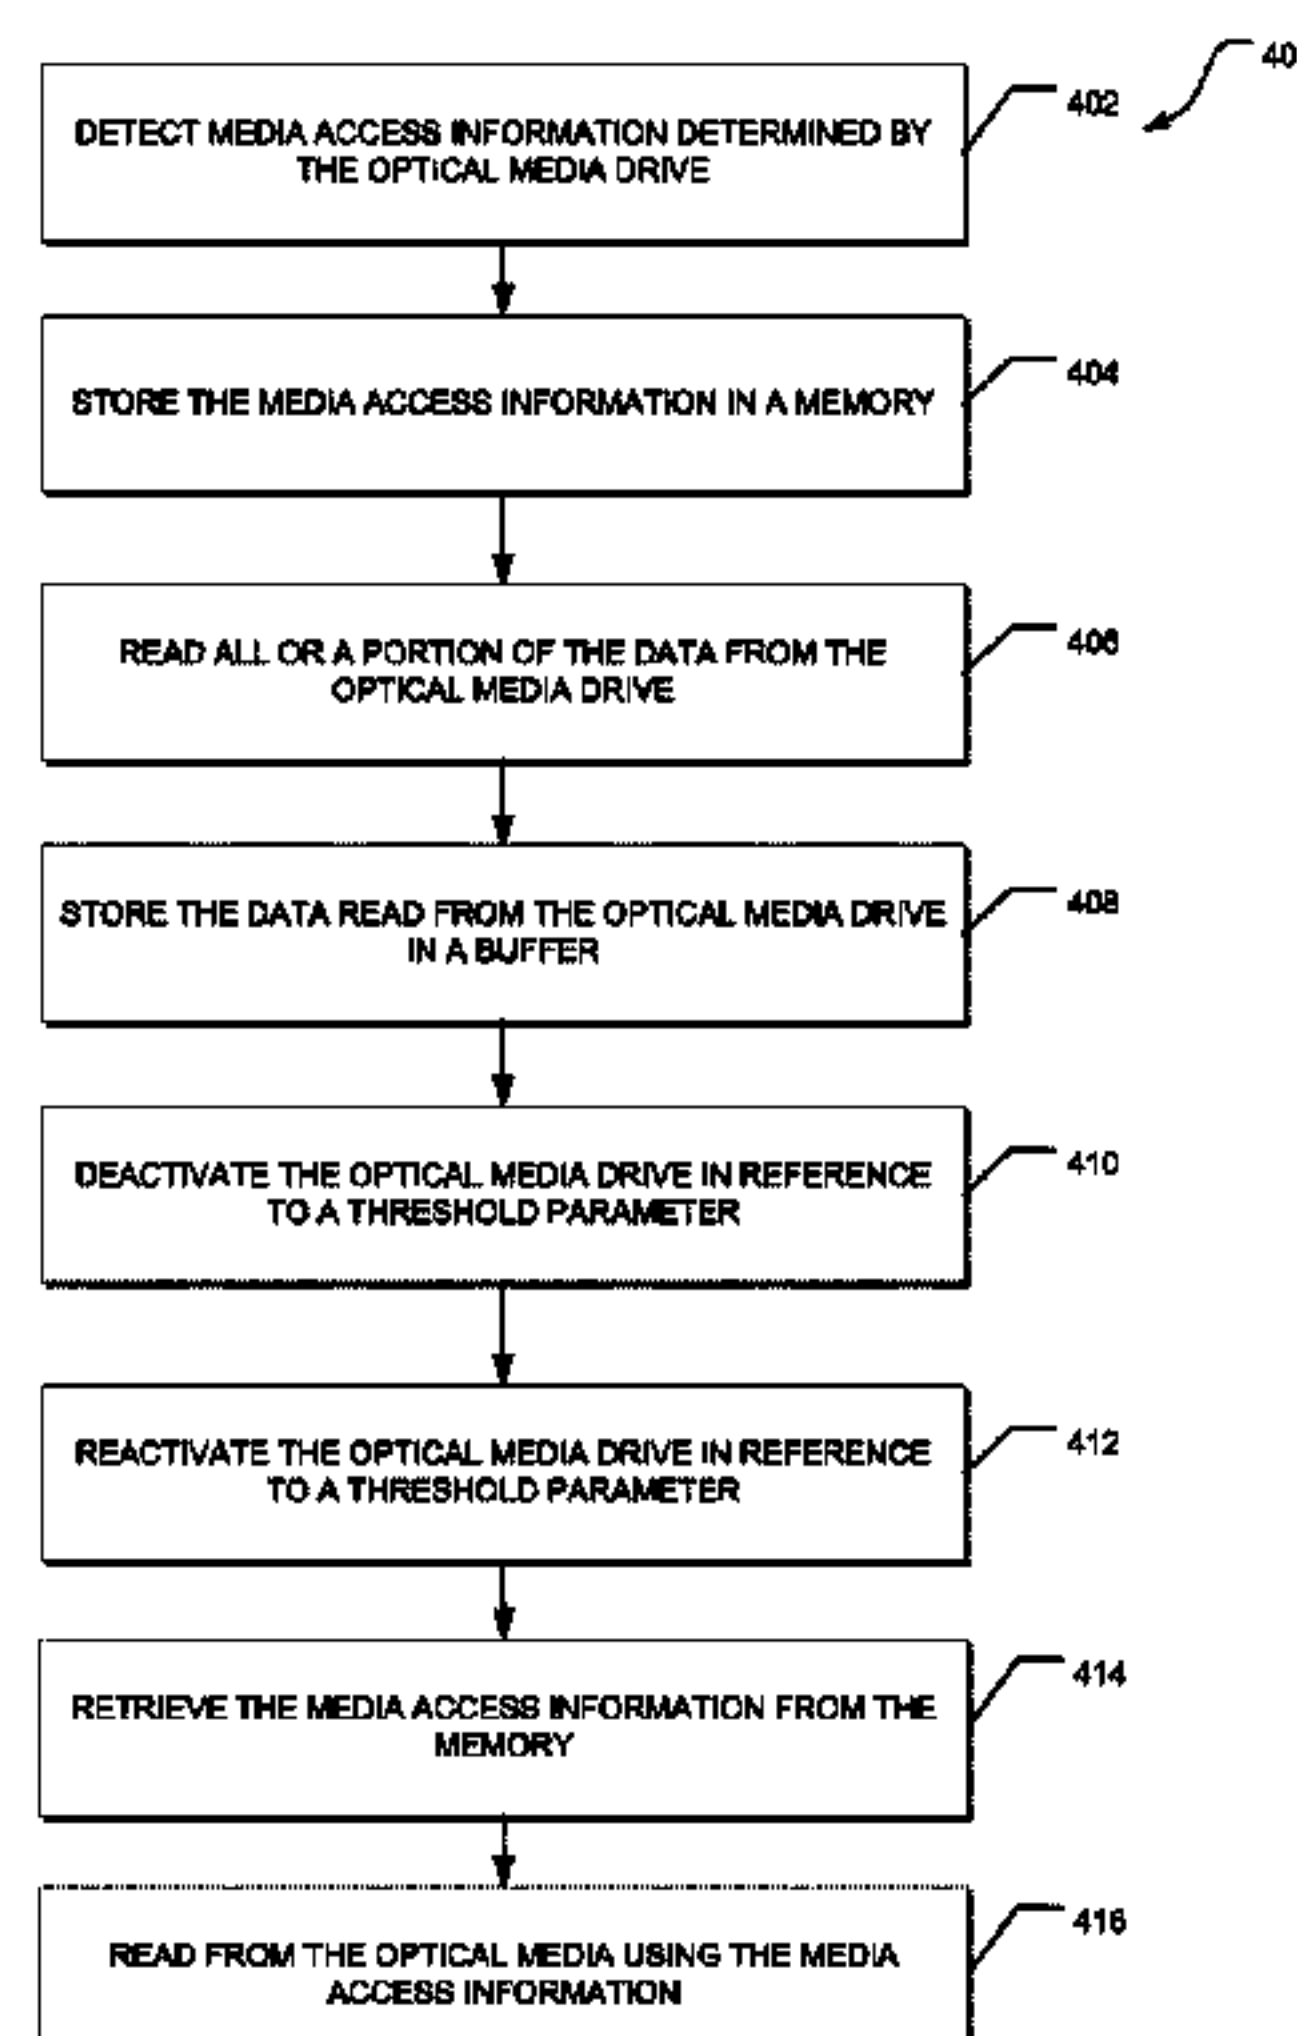 40
DETECT MEDIA ACCESS INFORMATION DETERMINED BY
THE OPTICAL MEDIA DRIVE
402
STORE THE MEDIA ACCESS INFORMATION IN A MEMORY
404
READ ALL OR A PORTION OF THE DATA FROM THE
OPTICAL MEDIA DRIVE
406
STORE THE DATA READ FROM THE OPTICAL MEDIA DRIVE
IN A BUFFER
408
DEACTIVATE THE OPTICAL MEDIA DRIVE IN REFERENCE
TO A THRESHOLD PARAMETER
410
REACTIVATE THE OPTICAL MEDIA DRIVE IN REFERENCE
TO A THRESHOLD PARAMETER
412
RETRIEVE THE MEDIA ACCESS INFORMATION FROM THE
MEMORY
414
READ FROM THE OPTICAL MEDIA USING THE MEDIA
ACCESS INFORMATION
416